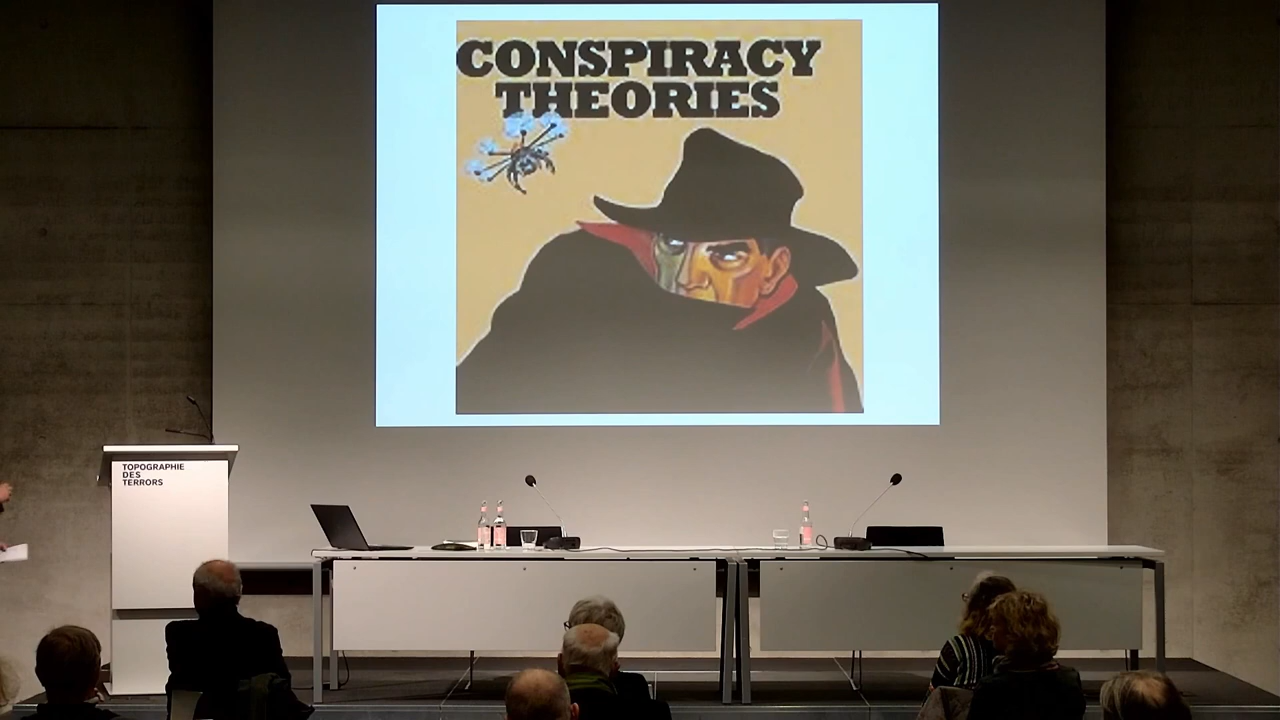 CONSPIRACY
THEORIES
TOPOGRAPHIE
DES
TERRORS